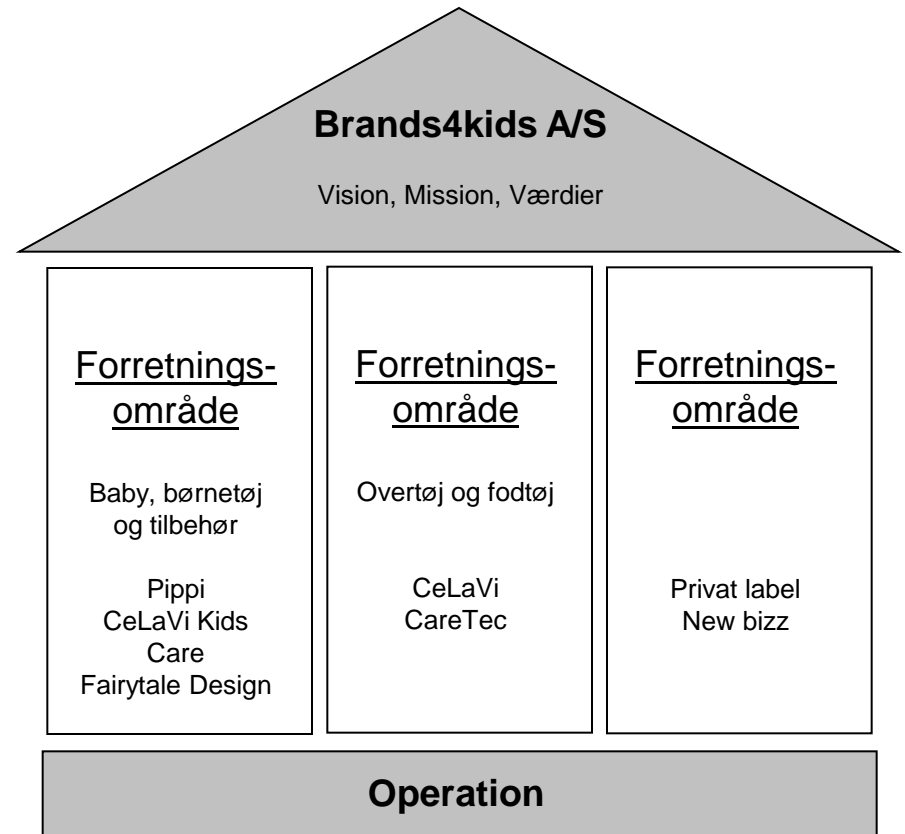 Brands4kids A/S
Vision, Mission, Værdier
Forretnings-
område
Baby, børnetøj
og tilbehør
Pippi
CeLaVi Kids
Care
Fairytale Design
Forretnings-
område
Overtøj og fodtøj
CeLaVi
CareTec
Forretnings-
område
Privat label
New bizz
Operation